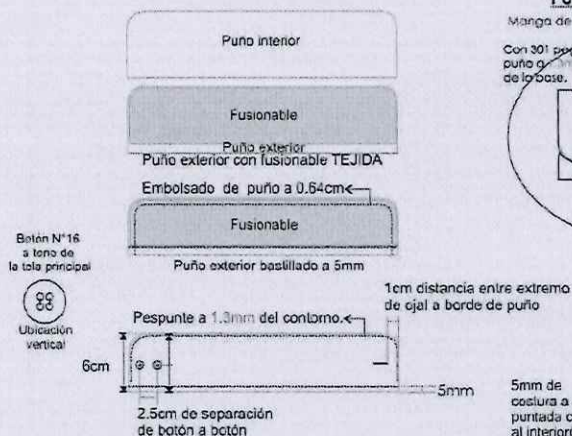 Puño interior
Fusionable
Puño exterior
Puño exterior con fusionable TEJIDA
Embolsado de puño a 0.64cm
Fusionable
Puño exterior bastillado a 5mm
Botón N°16
a tono de
la tela principal
Ubicación
vertical
Pespunte a 1.3mm del contorno.
1cm distancia entre extremo
de ojal a borde de puño
6cm
5mm
2.5cm de separación
de botón a botón
Manga de
Con 301
puño a
de la base.
5mm de
costura a
puntada
al interior